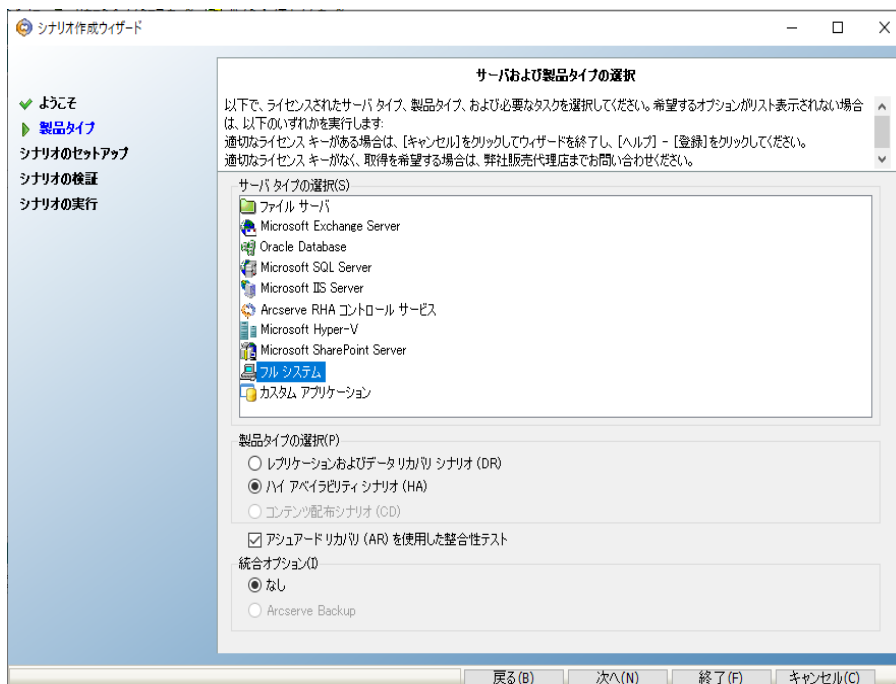 シナリオ作成ウィザード
サーバおよび製品タイプの選択
ようこそ
製品タイプ
シナリオのセットアップ
シナリオの検証
シナリオの実行
以下で、ライセンスされたサーバ タイプ、製品タイプ、および必要なタスクを選択してください。希望するオプションがリスト表示されない場合
は、以下のいずれかを実行します:
適切なライセンス キーがある場合は、[キャンセル]をクリックしてウィザードを終了し、[ヘルプ] - [登録]をクリックしてください。
適切なライセンス キーがなく、取得を希望する場合は、弊社販売代理店までお問い合わせください。
サーバ タイプの選択(S)
ファイル サーバ
Microsoft Exchange Server
Oracle Database
Microsoft SQL Server
Microsoft IIS Server
Arcserve RHA コントロール サービス
Microsoft Hyper-V
Microsoft SharePoint Server
フル システム
カスタム アプリケーション
製品タイプの選択(P)
レプリケーションおよびデータ リカバリ シナリオ (DR)
ハイ アベイラビリティ シナリオ (HA)
コンテンツ配布シナリオ (CD)
アシュアード リカバリ (AR) を使用した整合性テスト
統合オプション(I)
なし
Arcserve Backup
戻る(B) 次へ(N) 終了(F) キャンセル(C)